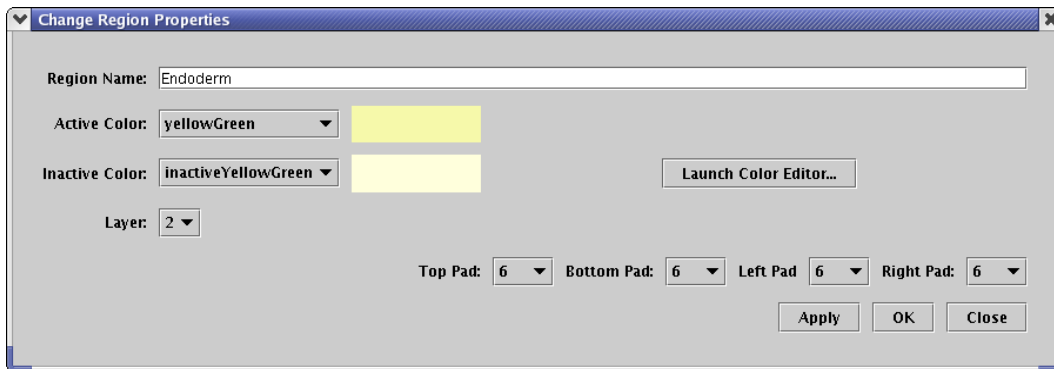 Change Region Properties
Region Name: Endoderm
Active Color: yellowGreen
Inactive Color: inactiveYellowGreen Launch Color Editor...
Layer: 2
Top Pad: 6 Bottom Pad: 6 Left Pad 6 Right Pad: 6
Apply OK Close